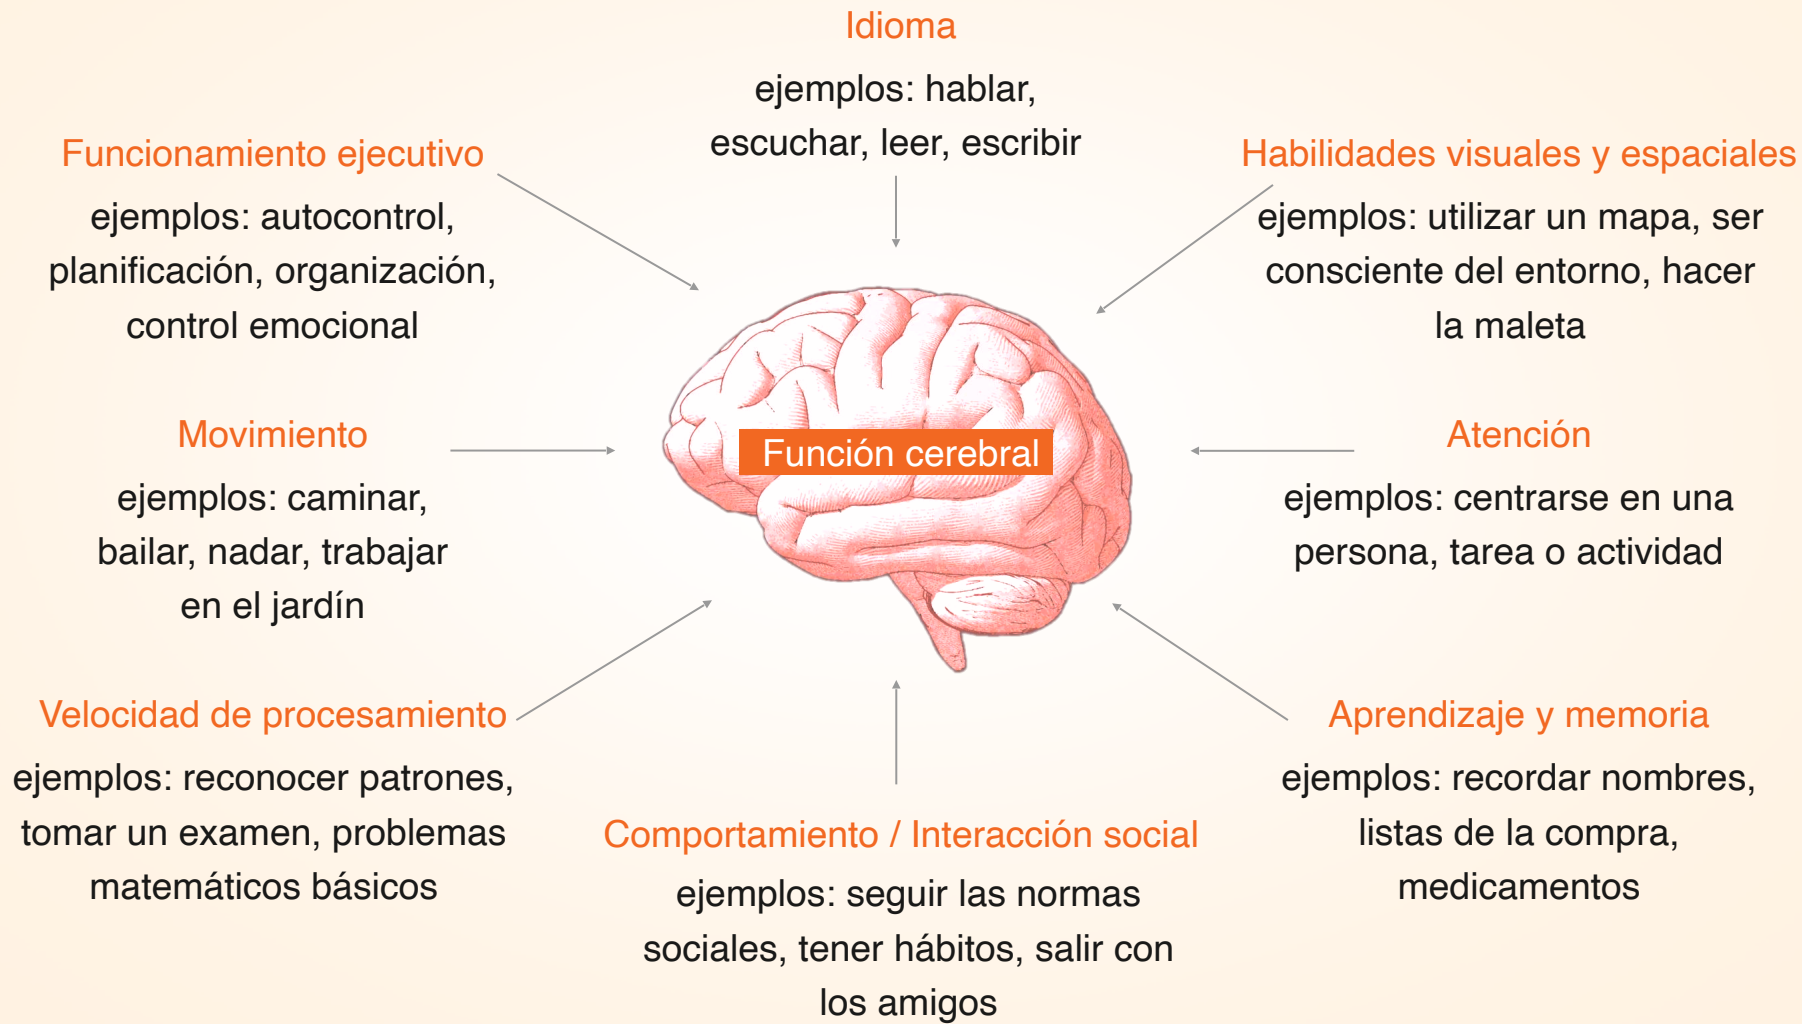 Idioma
ejemplos: hablar,
escuchar, leer, escribir
Funcionamiento ejecutivo
ejemplos: autocontrol,
planificación, organización,
control emocional
Habilidades visuales y espaciales
ejemplos: utilizar un mapa, ser
consciente del entorno, hacer
la maleta
Movimiento
ejemplos: caminar,
bailar, nadar, trabajar
en el jardín
Función cerebral
Atención
ejemplos: centrarse en una
persona, tarea o actividad
Velocidad de procesamiento
ejemplos: reconocer patrones,
tomar un examen, problemas
matemáticos básicos
Comportamiento / Interacción social
ejemplos: seguir las normas
sociales, tener hábitos, salir con
los amigos
Aprendizaje y memoria
ejemplos: recordar nombres,
listas de la compra,
medicamentos